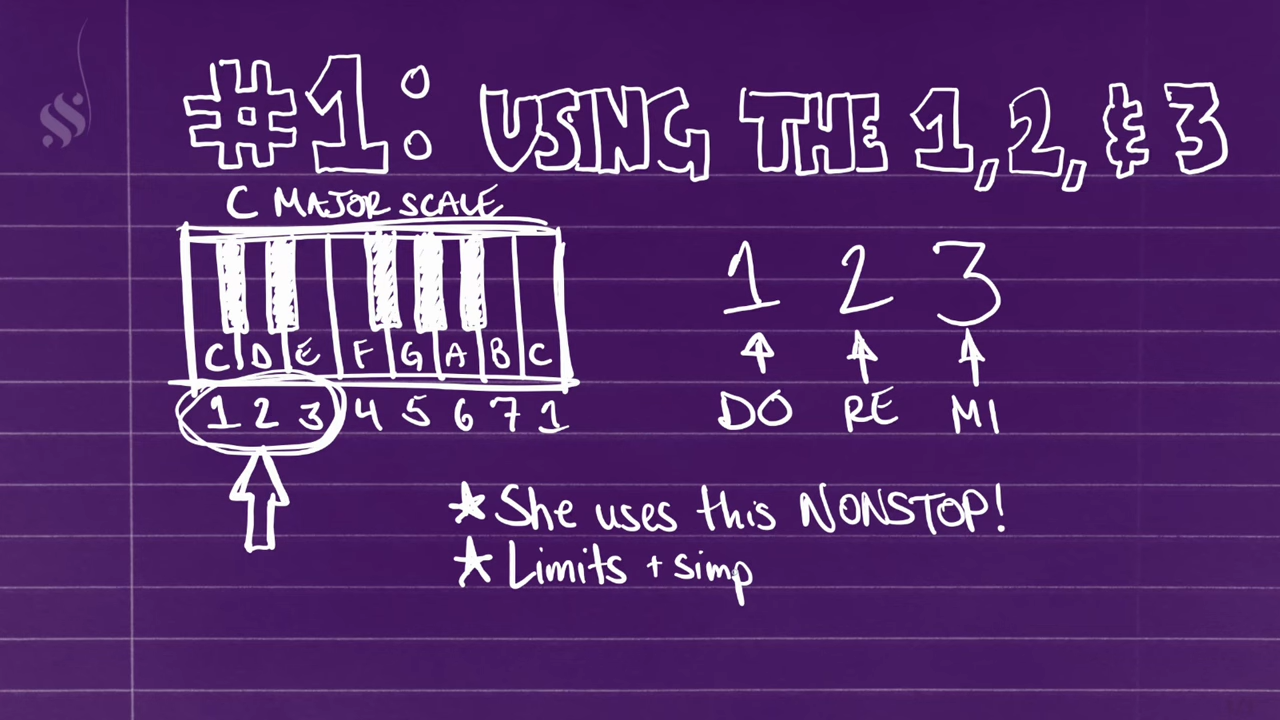 #1: USING THE 1, 2, & 3
C MAJOR SCALE
C D E F G A B C
1 2 3 4 5 6 7 1
1 2 3
DO RE MI
★ She uses this NONSTOP!
★ Limits + simp